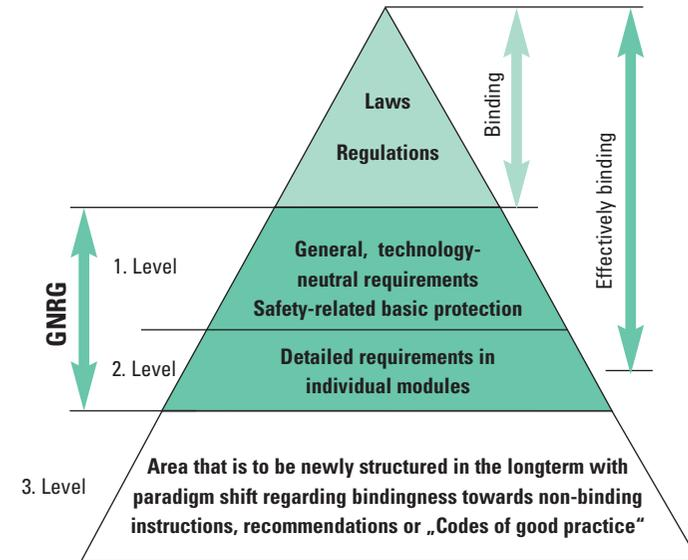 Laws
Regulations
Binding
Effectively binding
GNRG
1. Level
General, technology-
neutral requirements
Safety-related basic protection
2. Level
Detailed requirements in
individual modules
3. Level
Area that is to be newly structured in the longterm with
paradigm shift regarding bindingness towards non-binding
instructions, recommendations or „Codes of good practice“